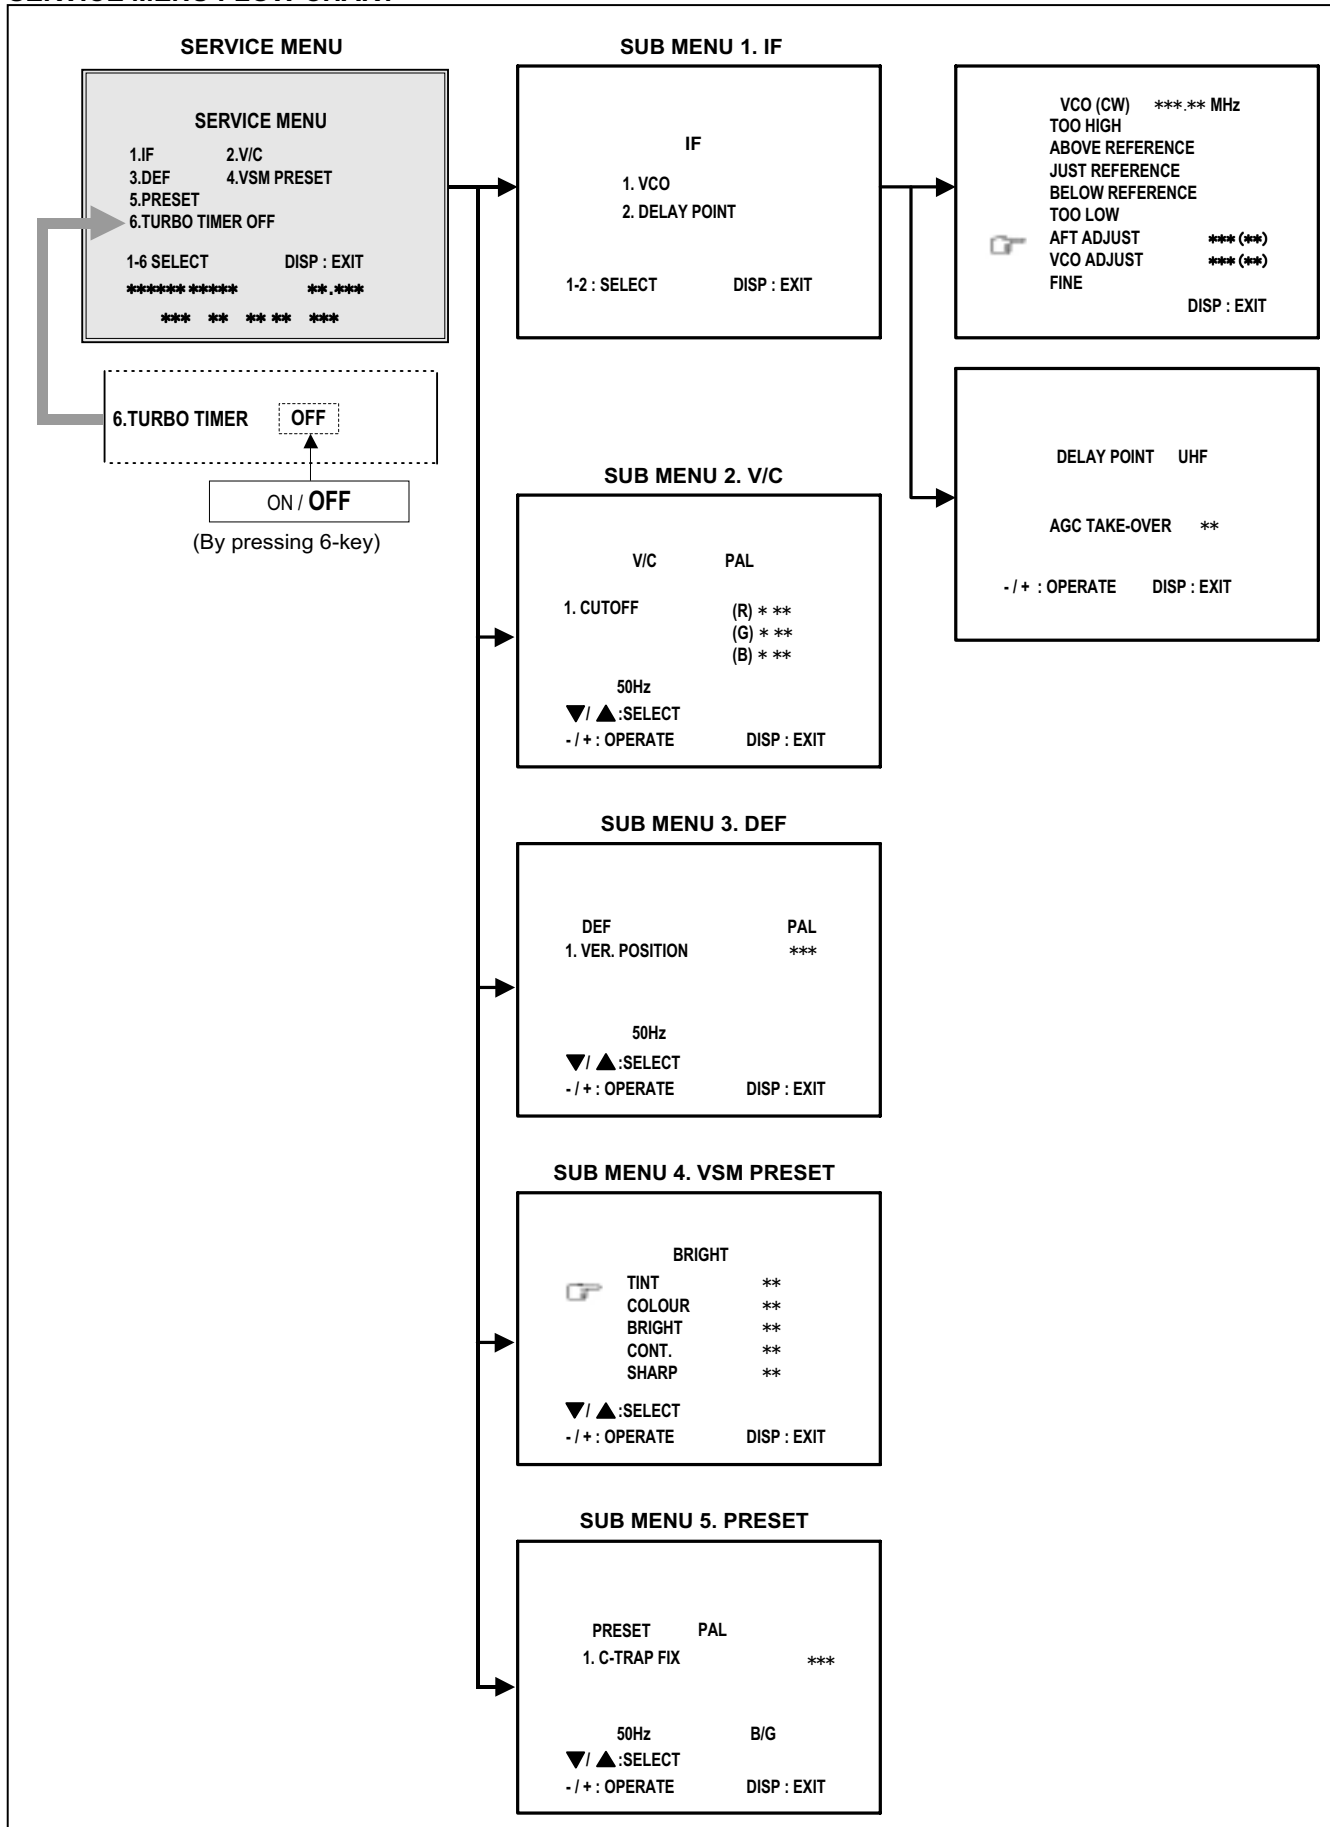 SERVICE MENU FLOW CHART
SERVICE MENU
SERVICE MENU
1.IF 2.V/C
3.DEF 4.VSM PRESET
5.PRESET
6.TURBO TIMER OFF
1-6 SELECT DISP : EXIT
****** ***** **.***
*** ** ** ** ***
6.TURBO TIMER OFF
ON / OFF
(By pressing 6-key)
SUB MENU 1. IF
IF
1. VCO
2. DELAY POINT
1-2 : SELECT DISP : EXIT
VCO (CW) ***.** MHz
TOO HIGH
ABOVE REFERENCE
JUST REFERENCE
BELOW REFERENCE
TOO LOW
AFT ADJUST *** (**)
VCO ADJUST *** (**)
FINE
DISP : EXIT
DELAY POINT UHF
AGC TAKE-OVER **
- / + : OPERATE DISP : EXIT
SUB MENU 2. V/C
V/C PAL
1. CUTOFF (R) * **
(G) * **
(B) * **
50Hz
▼/ ▲ :SELECT
- / + : OPERATE DISP : EXIT
SUB MENU 3. DEF
DEF PAL
1. VER. POSITION ***
50Hz
▼/ ▲ :SELECT
- / + : OPERATE DISP : EXIT
SUB MENU 4. VSM PRESET
BRIGHT
TINT **
COLOUR **
BRIGHT **
CONT. **
SHARP **
▼/ ▲ :SELECT
- / + : OPERATE DISP : EXIT
SUB MENU 5. PRESET
PRESET PAL
1. C-TRAP FIX ***
50Hz B/G
▼/ ▲ :SELECT
- / + : OPERATE DISP : EXIT